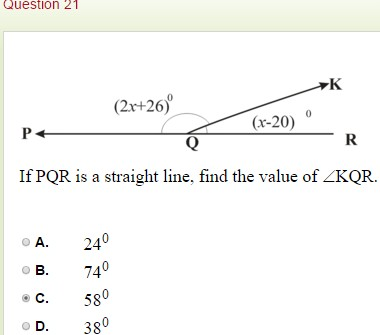 Question 21
K
(2x+26)⁰
(x-20) ⁰
P
Q
R
If PQR is a straight line, find the value of ∠KQR.
A. 24⁰
B. 74⁰
C. 58⁰
D. 38⁰